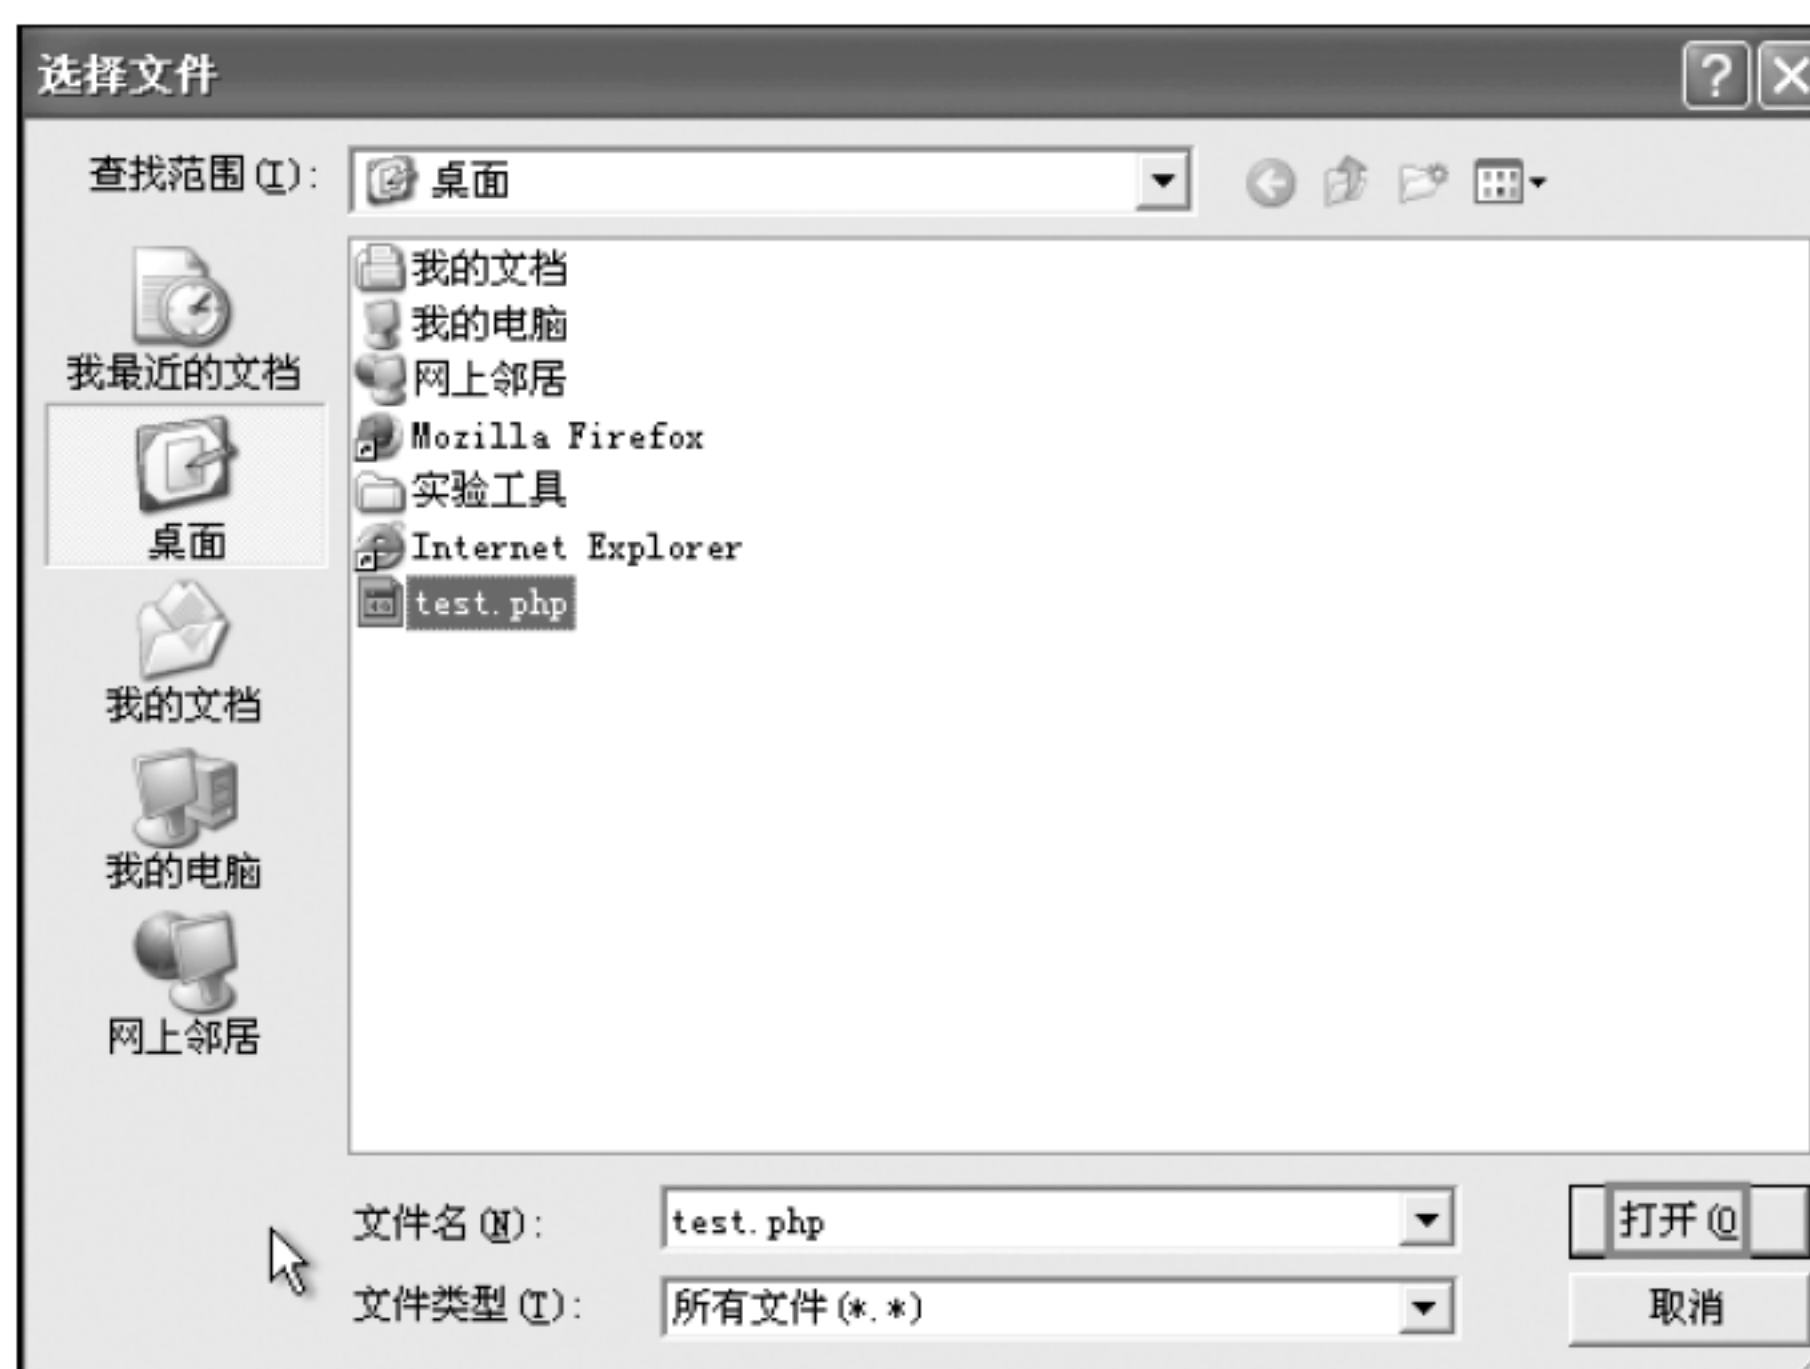 选择文件
查找范围(I):
桌面
我最近的文档
桌面
我的文档
我的电脑
网上邻居
我的文档
我的电脑
网上邻居
Mozilla Firefox
实验工具
Internet Explorer
test.php
文件名(N):
test.php
打开(O
文件类型(T):
所有文件(*.*)
取消